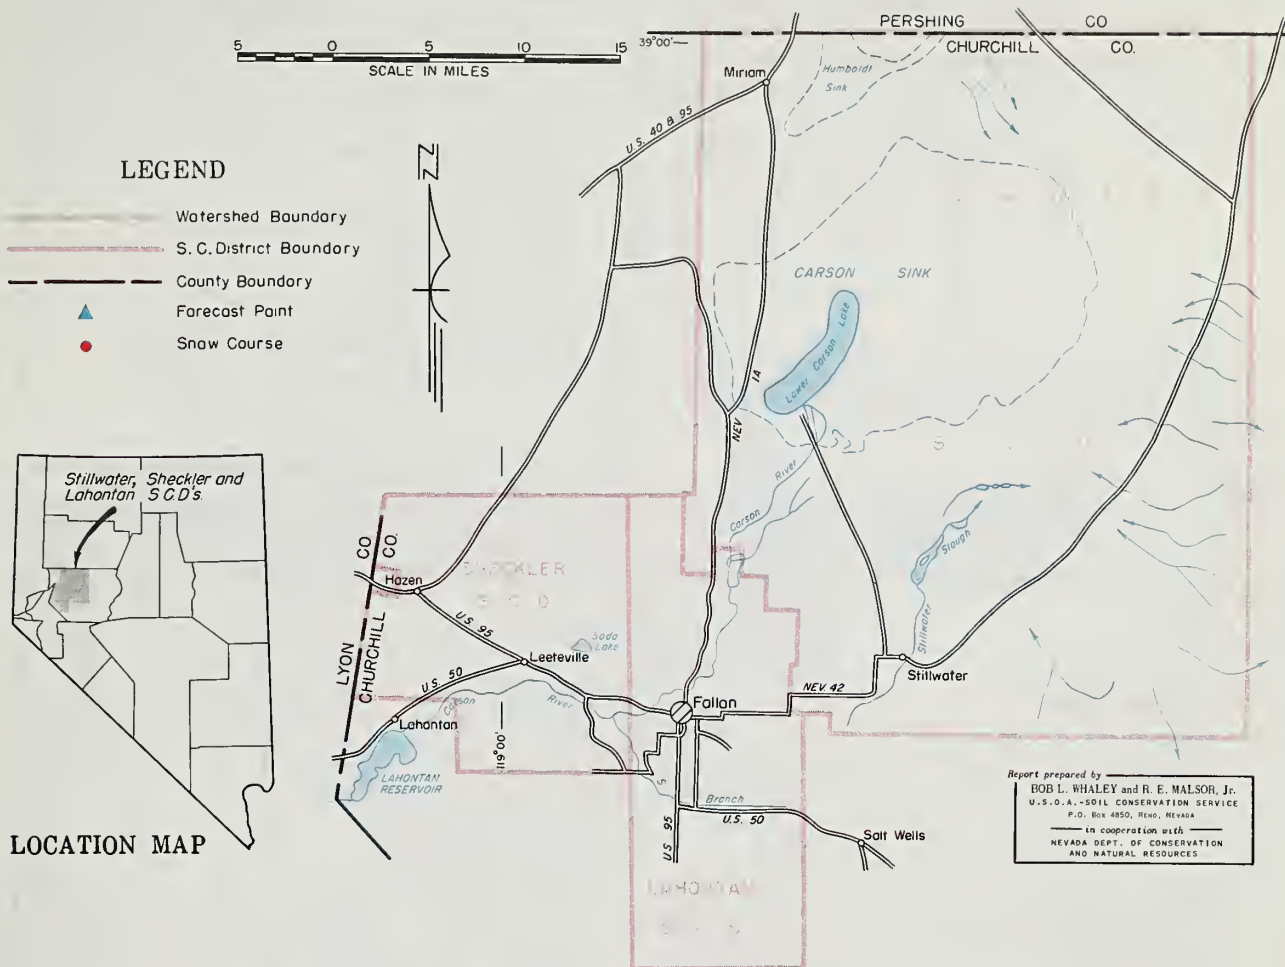 PERSHING CO
CHURCHILL CO.
39°00'
5 0 5 10 15
SCALE IN MILES
Miriam
Humboldt
Sink
U.S. 40 & 95
LEGEND
Watershed Boundary
S. C. District Boundary
County Boundary
Forecast Point
Snow Course
CARSON SINK
Lower Carson Lake
NEV 1A
S
Carson River
Stillwater, Sheckler and
Lahontan S C D's.
LYON CO
CHURCHILL CO.
Hazen
SHECKLER
S C D
US 95
Soda
Lake
Leeteville
U.S. 50
Carson River
Lahontan
LAHONTAN
RESERVOIR
119°00'
Fallon
NEV. 42
Stillwater Slough
Stillwater
S. Branch
U.S. 50
US 95
Salt Wells
LAHONTAN
LOCATION MAP
Report prepared by
BOB L. WHALEY and R. E. MALSOR, Jr.
U.S.D.A.-SOIL CONSERVATION SERVICE
P.O. Box 4850, RENO, NEVADA
in cooperation with
NEVADA DEPT. OF CONSERVATION
AND NATURAL RESOURCES